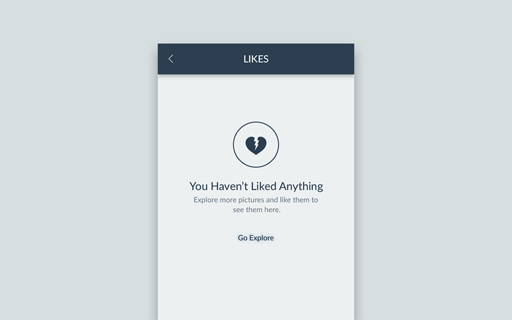 LIKES
You Haven't Liked Anything
Explore more pictures and like them to
see them here.
Go Explore